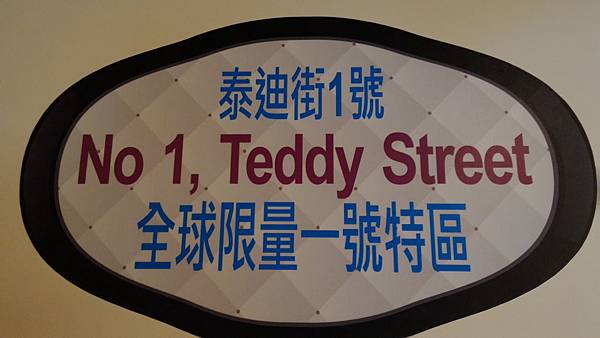 泰迪街1號
No 1, Teddy Street
全球限量一號特區